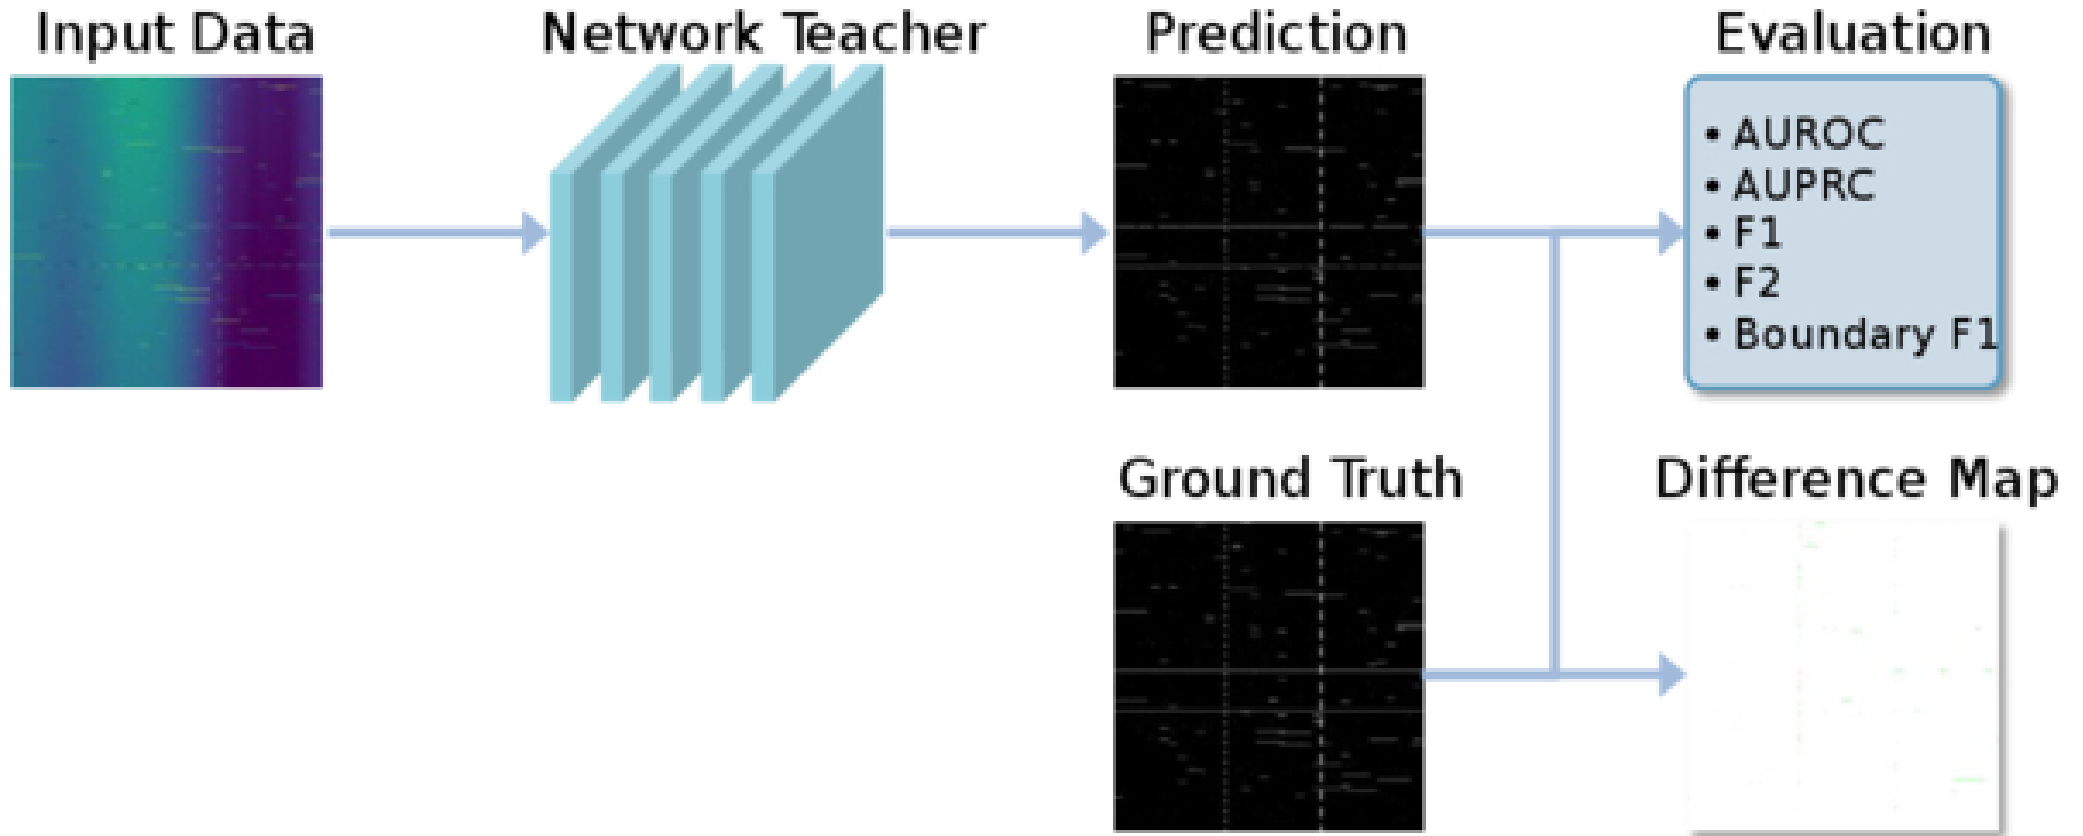 Input Data
Network Teacher
Prediction
Evaluation
• AUROC
• AUPRC
• F1
• F2
• Boundary F1
Ground Truth
Difference Map